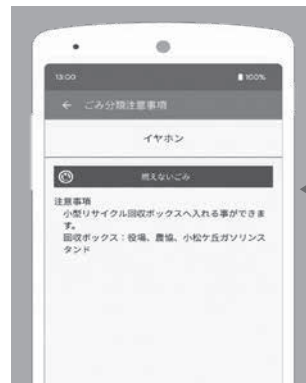 13:00 100%
← ごみ分類注意事項
イヤホン
燃えないごみ
注意事項
小型リサイクル回収ボックスへ入れる事ができま
す。
回収ボックス：役場、農協、小松ケ丘ガソリンス
タンド